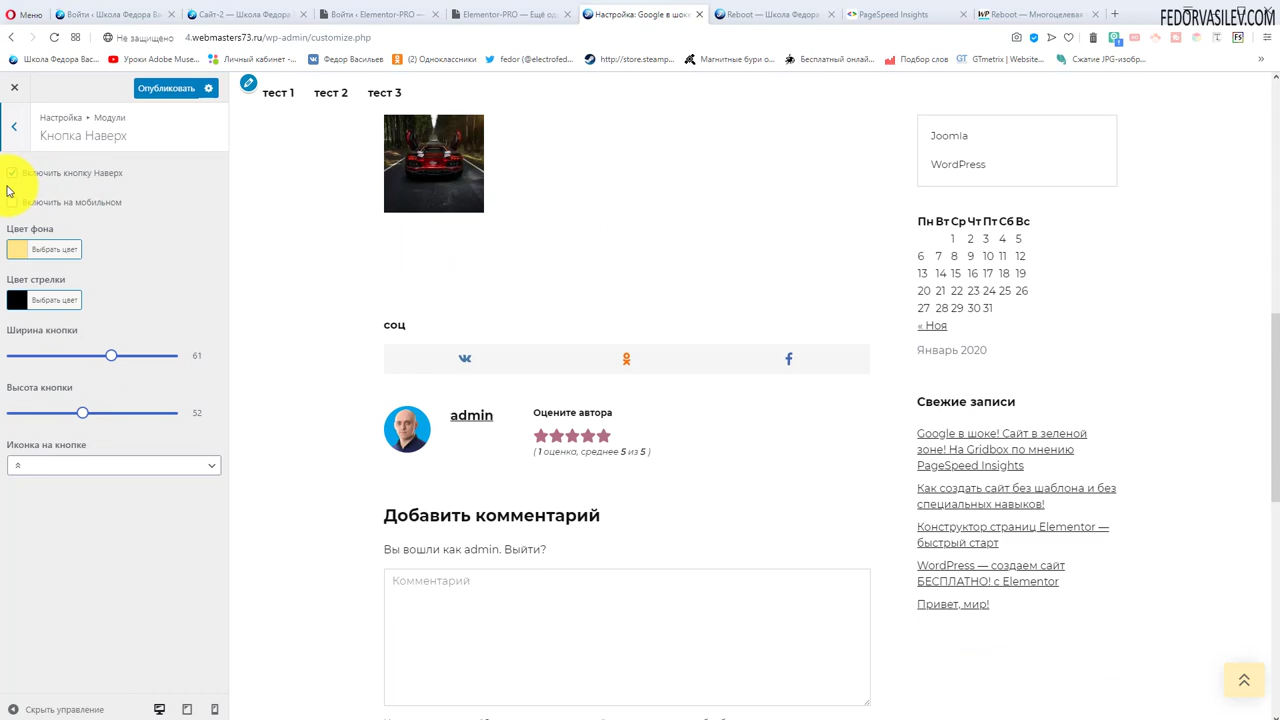 Меню
Войти ‹ Школа Федора Ва
Сайт-2 — Школа
Войти ‹ Elementor-PRO —
Elementor-PRO — Ещё од
Настройка: Google в шоке
Reboot — Школа Федора
PageSpeed Insights
Reboot — Многоцелевая
FEDORVASILEV.COM
Не защищено
4.webmasters73.ru/wp-admin/customize.php
Школа Федора Вас...
Уроки Adobe Muse...
Личный кабинет -...
Федор Васильев
(2) Одноклассники
fedor (@electrofed...
http://store.steamp...
Магнитные бури о...
Бесплатный онлай...
Подбор слов
GTmetrix | Website...
Сжатие JPG-изобр...
Опубликовать
тест 1
тест 2
тест 3
Настройка ▸ Модули
Кнопка Наверх
Включить кнопку Наверх
Включить на мобильном
Цвет фона
Выбрать цвет
Цвет стрелки
Выбрать цвет
Ширина кнопки
61
Высота кнопки
52
Иконка на кнопке
Скрыть управление
соц
admin
Оцените автора
( 1 оценка, среднее 5 из 5 )
Добавить комментарий
Вы вошли как admin. Выйти?
Комментарий
Joomla
WordPress
Пн Вт Ср Чт Пт Сб Вс
1 2 3 4 5
6 7 8 9 10 11 12
13 14 15 16 17 18 19
20 21 22 23 24 25 26
27 28 29 30 31
« Ноя
Январь 2020
Свежие записи
Google в шоке! Сайт в зеленой
зоне! На Gridbox по мнению
PageSpeed Insights
Как создать сайт без шаблона и без
специальных навыков!
Конструктор страниц Elementor —
быстрый старт
WordPress — создаем сайт
БЕСПЛАТНО! с Elementor
Привет, мир!